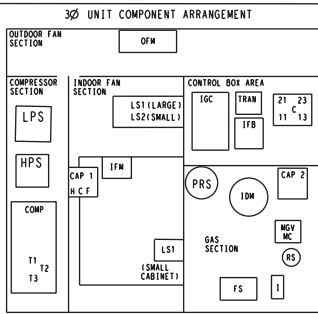 3Ø UNIT COMPONENT ARRANGEMENT
OUTDOOR FAN
SECTION
OFM
COMPRESSOR
SECTION
LPS
HPS
COMP
T1
T2
T3
INDOOR FAN
SECTION
LS1(LARGE)
LS2(SMALL)
IFM
CAP 1
H C F
LS1
(SMALL
CABINET)
CONTROL BOX AREA
IGC
TRAN
IFB
21 23
C
11 13
PRS
IDM
CAP 2
MGV
MC
GAS
SECTION
RS
FS
I